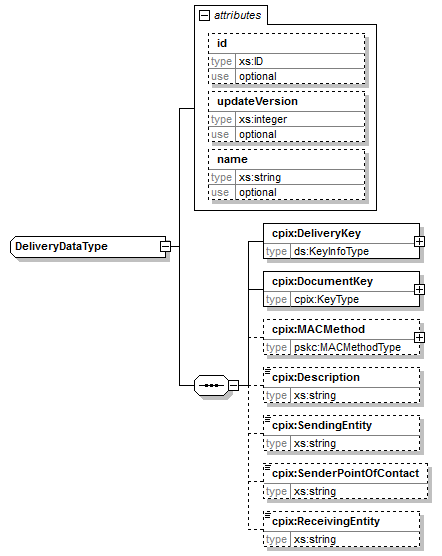 attributes
id
type xs:ID
use optional
updateVersion
type xs:integer
use optional
name
type xs:string
use optional
DeliveryDataType
cpix:DeliveryKey
type ds:KeyInfoType
cpix:DocumentKey
type cpix:KeyType
cpix:MACMethod
type pskc:MACMethodType
cpix:Description
type xs:string
cpix:SendingEntity
type xs:string
cpix:SenderPointOfContact
type xs:string
cpix:ReceivingEntity
type xs:string